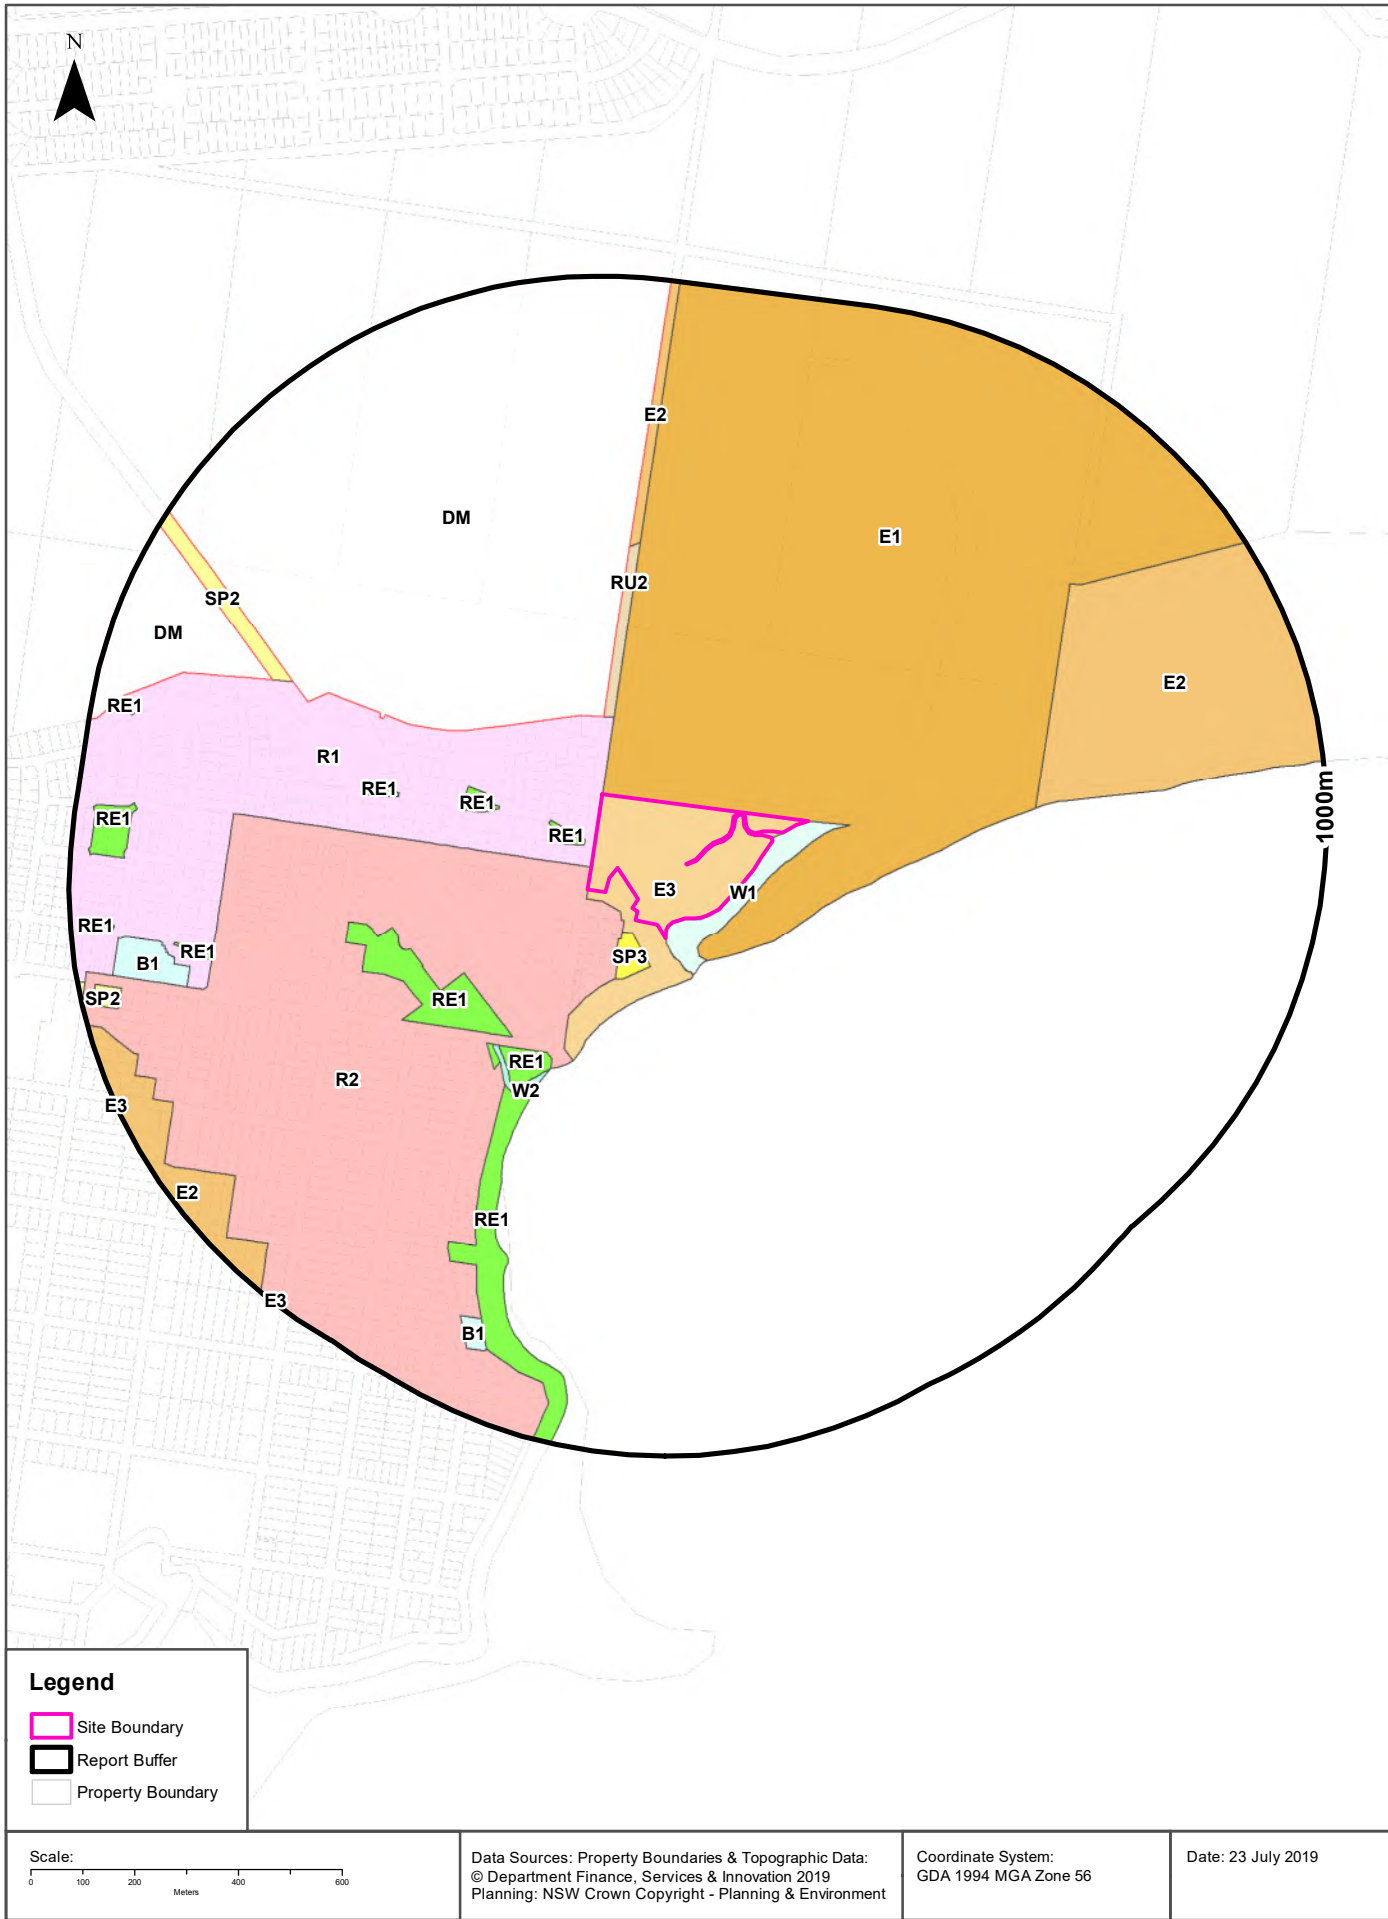 N
E2
DM
E1
RU2
SP2
DM
E2
RE1
R1
RE1
RE1
RE1
RE1
1000m
E3
W1
RE1
RE1
B1
SP3
SP2
RE1
RE1
R2
W2
E3
E2
RE1
E3
B1
Legend
Site Boundary
Report Buffer
Property Boundary
Scale:
0 100 200 400 600
Meters
Data Sources: Property Boundaries & Topographic Data:
© Department Finance, Services & Innovation 2019
Planning: NSW Crown Copyright - Planning & Environment
Coordinate System:
GDA 1994 MGA Zone 56
Date: 23 July 2019